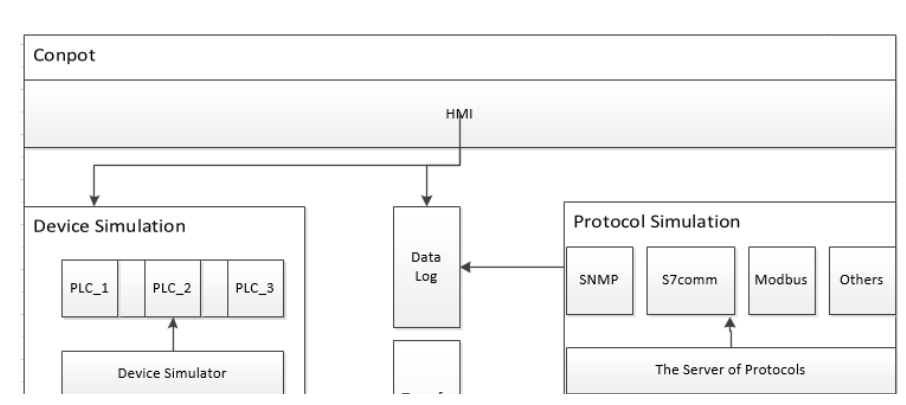 Conpot
HMI
Device Simulation
PLC_1
PLC_2
PLC_3
Device Simulator
Data
Log
Protocol Simulation
SNMP
S7comm
Modbus
Others
The Server of Protocols